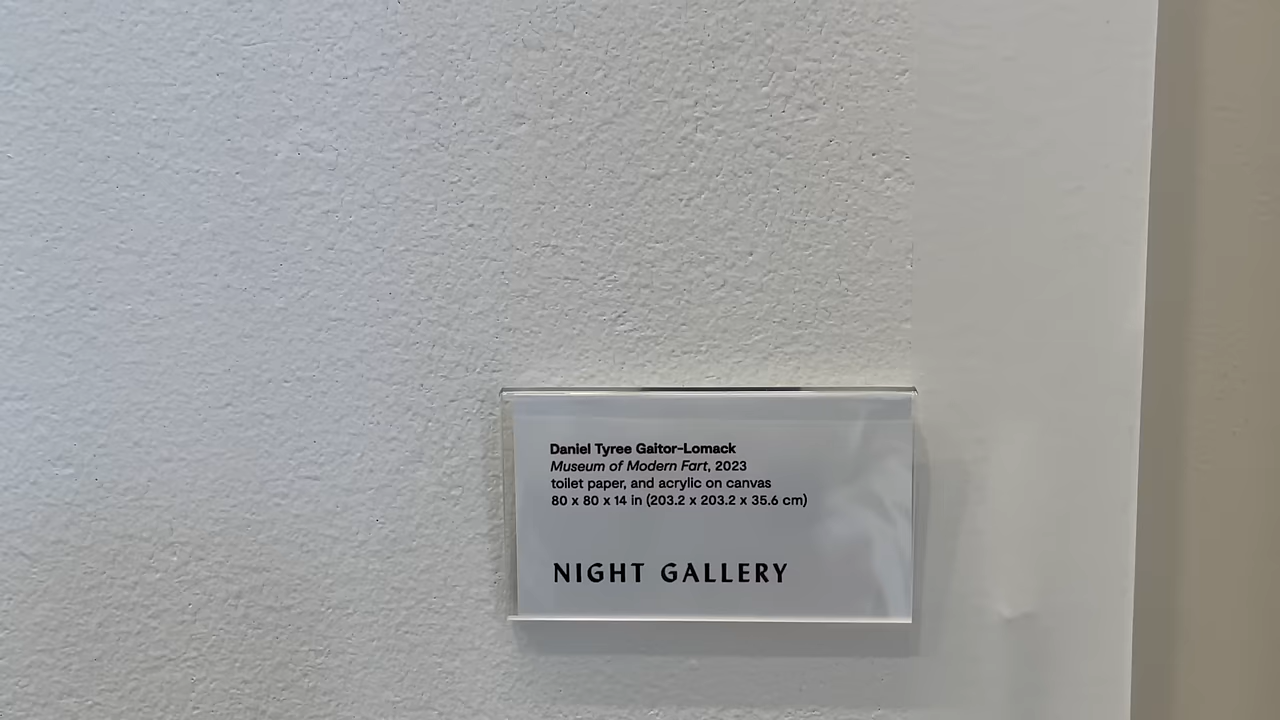 Daniel Tyree Gaitor-Lomack
Museum of Modern Fart, 2023
toilet paper, and acrylic on canvas
80 x 80 x 14 in (203.2 x 203.2 x 35.6 cm)
NIGHT GALLERY